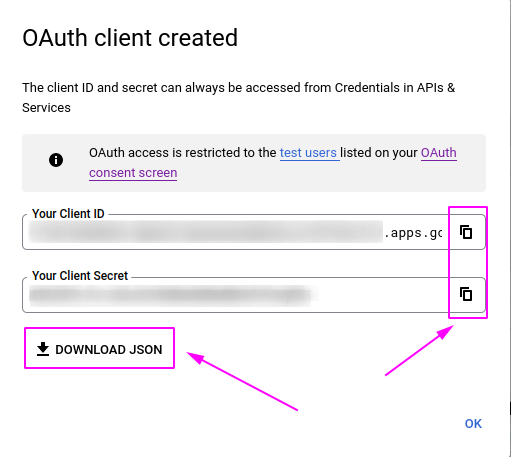 OAuth client created
The client ID and secret can always be accessed from Credentials in APIs &
Services
OAuth access is restricted to the test users listed on your OAuth
consent screen
Your Client ID
.apps.gc
Your Client Secret
DOWNLOAD JSON
OK